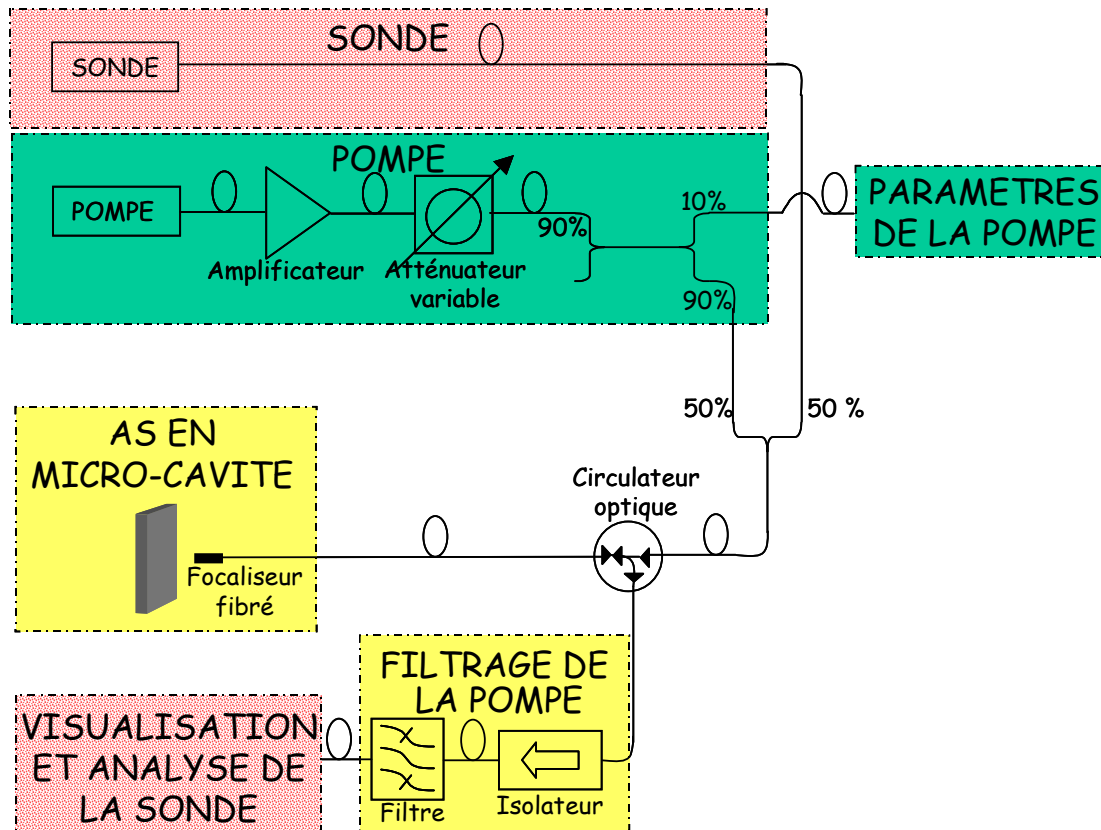 SONDE
SONDE
POMPE
POMPE
Amplificateur
Atténuateur
variable
90%
10%
90%
PARAMETRES
DE LA POMPE
50%
50 %
AS EN
MICRO-CAVITE
Focaliseur
fibré
Circulateur
optique
FILTRAGE DE
LA POMPE
Filtre
Isolateur
VISUALISATION
ET ANALYSE DE
LA SONDE